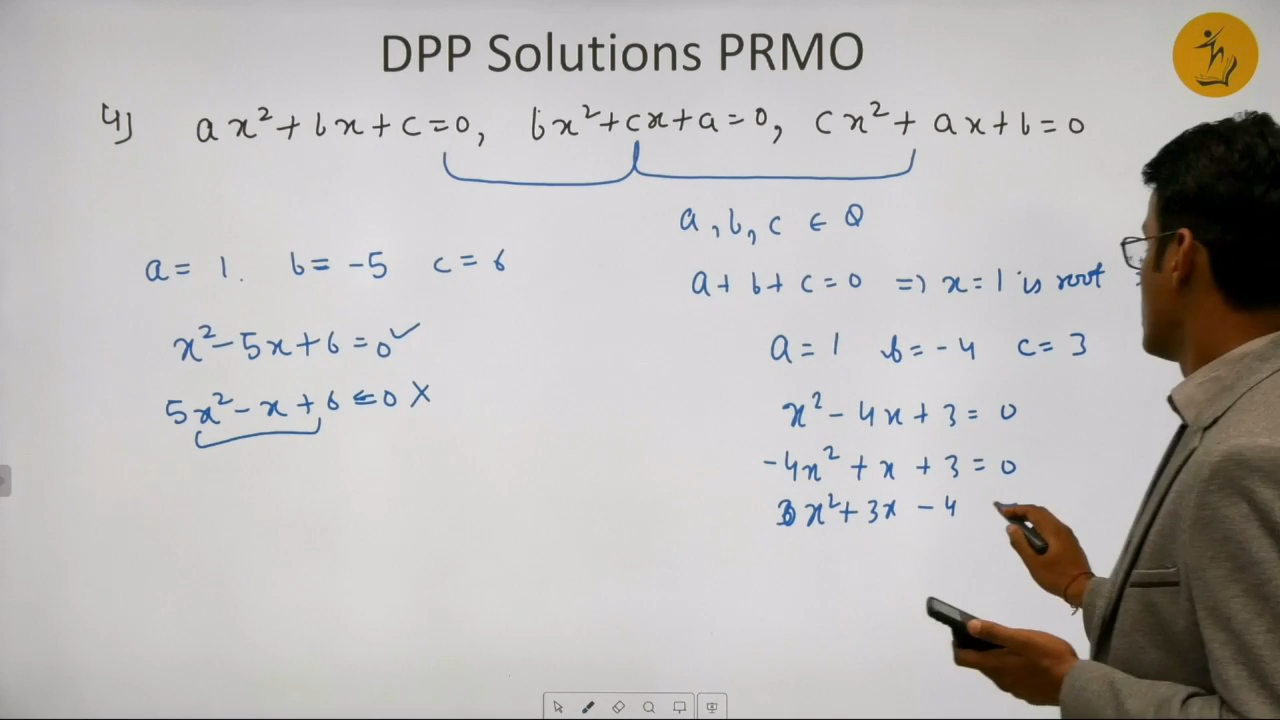 DPP Solutions PRMO
4) ax² + bx + c = 0, bx² + cx + a = 0, cx² + ax + b = 0
a, b, c ∈ Q
a = 1. b = -5 c = 6
a + b + c = 0 => x = 1 is root
a = 1 b = -4 c = 3
x² - 5x + 6 = 0 ✓
5x² - x + 6 = 0 ×
x² - 4x + 3 = 0
-4x² + x + 3 = 0
3x² + 3x - 4